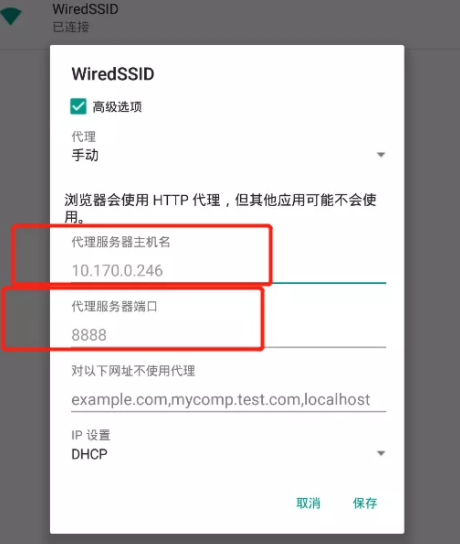 WiredSSID
已连接
WiredSSID
高级选项
代理
手动
浏览器会使用 HTTP 代理，但其他应用可能不会使
用。
代理服务器主机名
10.170.0.246
代理服务器端口
8888
对以下网址不使用代理
example.com,mycomp.test.com,localhost
IP 设置
DHCP
取消
保存